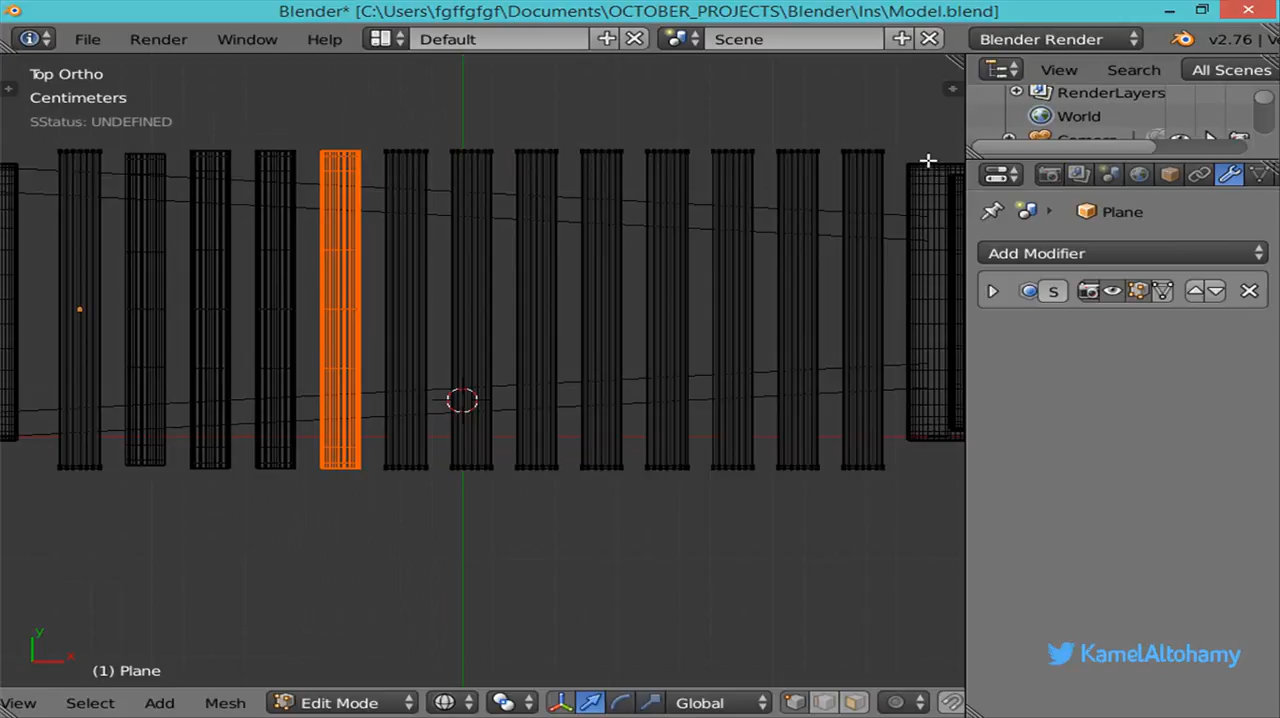 Blender* [C:\Users\fgffgfgf\Documents\OCTOBER_PROJECTS\Blender\Ins\Model.blend]
File Render Window Help Default Scene Blender Render v2.76 |
Top Ortho
Centimeters
SStatus: UNDEFINED
View Search All Scenes
RenderLayers
World
Plane
Add Modifier
S
y
x
(1) Plane
KamelAltohamy
View Select Add Mesh Edit Mode Global